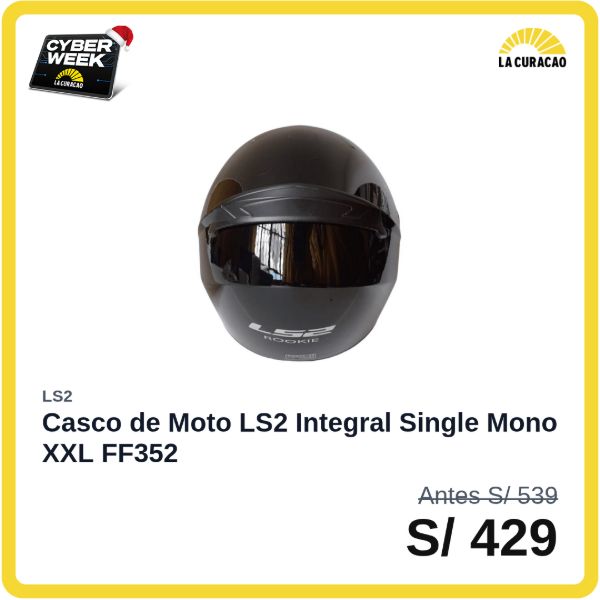 CYBER
WEEK
LA CURACAO
LA CURACAO
LS2
ROOKIE
LS2
Casco de Moto LS2 Integral Single Mono
XXL FF352
Antes S/ 539
S/ 429